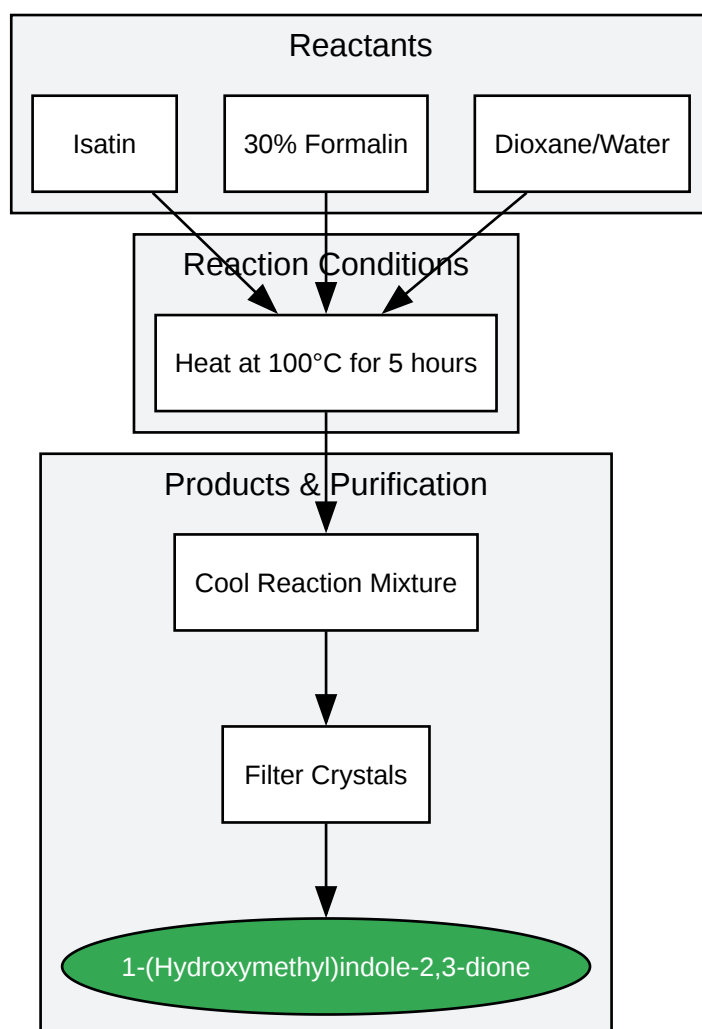 Reactants
Isatin
30% Formalin
Dioxane/Water
Reaction Conditions
Heat at 100°C for 5 hours
Products & Purification
Cool Reaction Mixture
Filter Crystals
1-(Hydroxymethyl)indole-2,3-dione